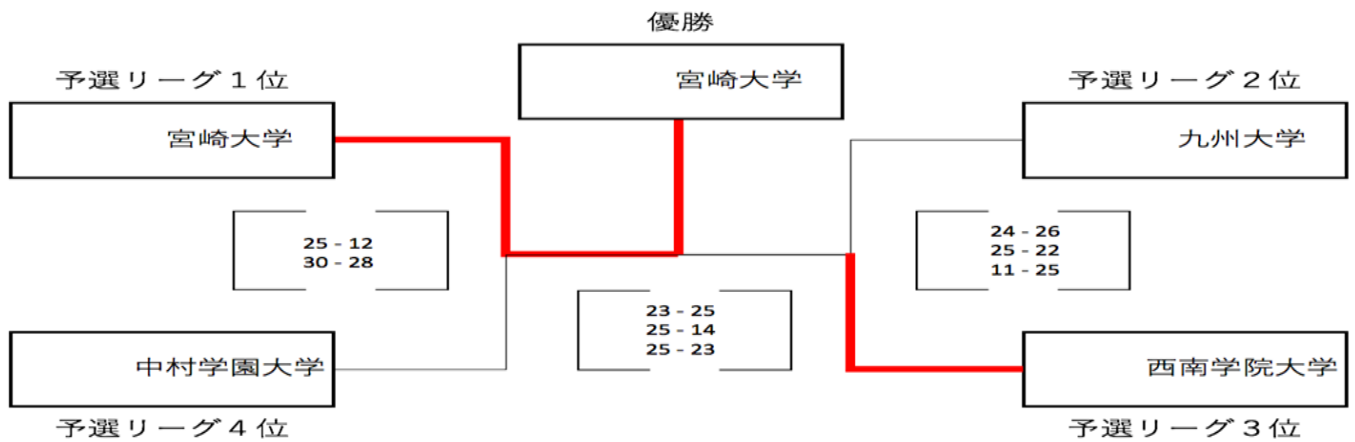 優勝
宮崎大学
予選リーグ１位
宮崎大学
予選リーグ２位
九州大学
25 - 12
30 - 28
24 - 26
25 - 22
11 - 25
23 - 25
25 - 14
25 - 23
中村学園大学
予選リーグ４位
西南学院大学
予選リーグ３位